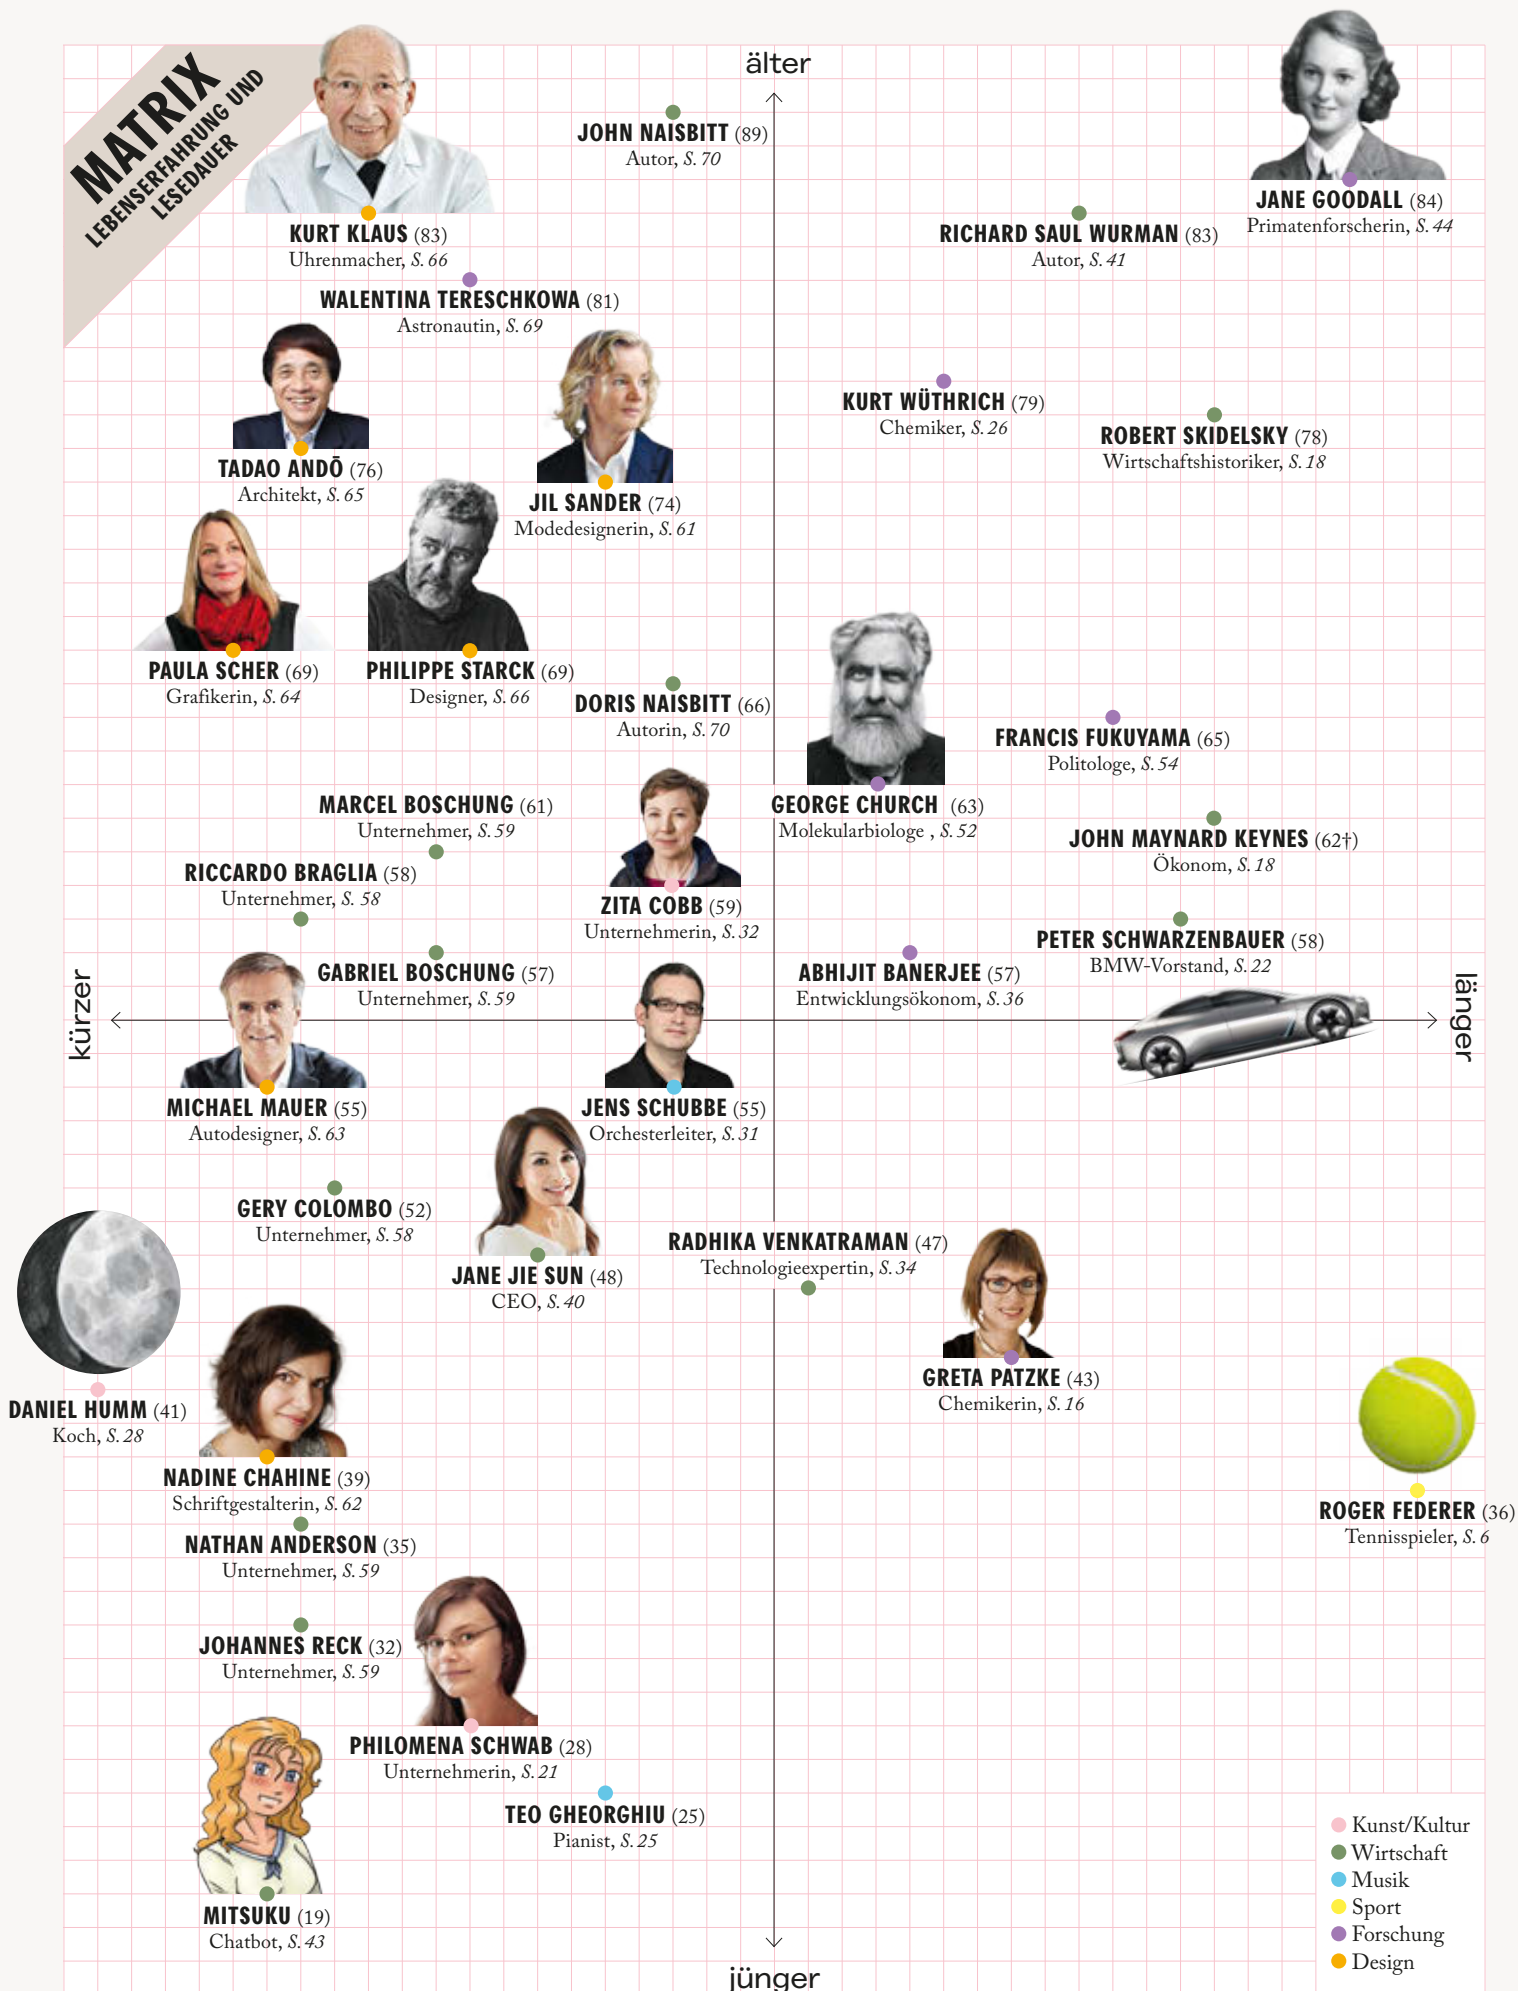 MATRIX
LEBENSERFAHRUNG UND
LESEDAUER
älter
JOHN NAISBITT (89)
Autor, S. 70
JANE GOODALL (84)
Primatenforscherin, S. 44
KURT KLAUS (83)
Uhrenmacher, S. 66
RICHARD SAUL WURMAN (83)
Autor, S. 41
WALENTINA TERESCHKOWA (81)
Astronautin, S. 69
KURT WÜTHRICH (79)
Chemiker, S. 26
ROBERT SKIDELSKY (78)
Wirtschaftshistoriker, S. 18
TADAO ANDŌ (76)
Architekt, S. 65
JIL SANDER (74)
Modedesignerin, S. 61
PAULA SCHER (69)
Grafikerin, S. 64
PHILIPPE STARCK (69)
Designer, S. 66
DORIS NAISBITT (66)
Autorin, S. 70
FRANCIS FUKUYAMA (65)
Politologe, S. 54
MARCEL BOSCHUNG (61)
Unternehmer, S. 59
GEORGE CHURCH (63)
Molekularbiologe , S. 52
JOHN MAYNARD KEYNES (62†)
Ökonom, S. 18
RICCARDO BRAGLIA (58)
Unternehmer, S. 58
ZITA COBB (59)
Unternehmerin, S. 32
PETER SCHWARZENBAUER (58)
BMW-Vorstand, S. 22
GABRIEL BOSCHUNG (57)
Unternehmer, S. 59
ABHIJIT BANERJEE (57)
Entwicklungsökonom, S. 36
kürzer
länger
MICHAEL MAUER (55)
Autodesigner, S. 63
JENS SCHUBBE (55)
Orchesterleiter, S. 31
GERY COLOMBO (52)
Unternehmer, S. 58
JANE JIE SUN (48)
CEO, S. 40
RADHIKA VENKATRAMAN (47)
Technologieexpertin, S. 34
GRETA PATZKE (43)
Chemikerin, S. 16
DANIEL HUMM (41)
Koch, S. 28
NADINE CHAHINE (39)
Schriftgestalterin, S. 62
ROGER FEDERER (36)
Tennisspieler, S. 6
NATHAN ANDERSON (35)
Unternehmer, S. 59
JOHANNES RECK (32)
Unternehmer, S. 59
PHILOMENA SCHWAB (28)
Unternehmerin, S. 21
TEO GHEORGHIU (25)
Pianist, S. 25
MITSUKU (19)
Chatbot, S. 43
jünger
Kunst/Kultur
Wirtschaft
Musik
Sport
Forschung
Design